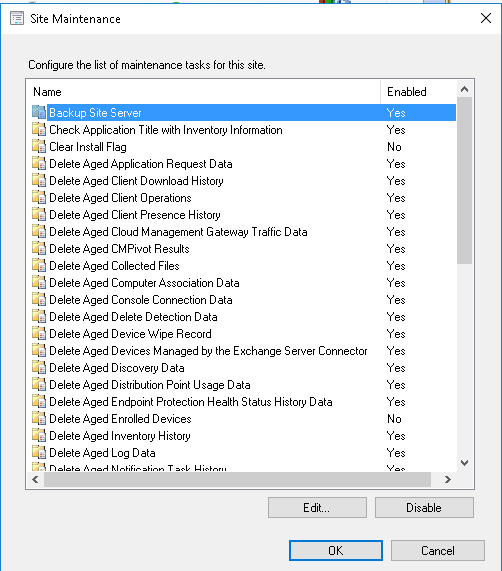 Site Maintenance
Configure the list of maintenance tasks for this site.
Name Enabled
Backup Site Server Yes
Check Application Title with Inventory Information Yes
Clear Install Flag No
Delete Aged Application Request Data Yes
Delete Aged Client Download History Yes
Delete Aged Client Operations Yes
Delete Aged Client Presence History Yes
Delete Aged Cloud Management Gateway Traffic Data Yes
Delete Aged CMPivot Results Yes
Delete Aged Collected Files Yes
Delete Aged Computer Association Data Yes
Delete Aged Console Connection Data Yes
Delete Aged Delete Detection Data Yes
Delete Aged Device Wipe Record Yes
Delete Aged Devices Managed by the Exchange Server Connector Yes
Delete Aged Discovery Data Yes
Delete Aged Distribution Point Usage Data Yes
Delete Aged Endpoint Protection Health Status History Data Yes
Delete Aged Enrolled Devices No
Delete Aged Inventory History Yes
Delete Aged Log Data Yes
Delete Aged Notification Task History Yes
Edit... Disable
OK Cancel